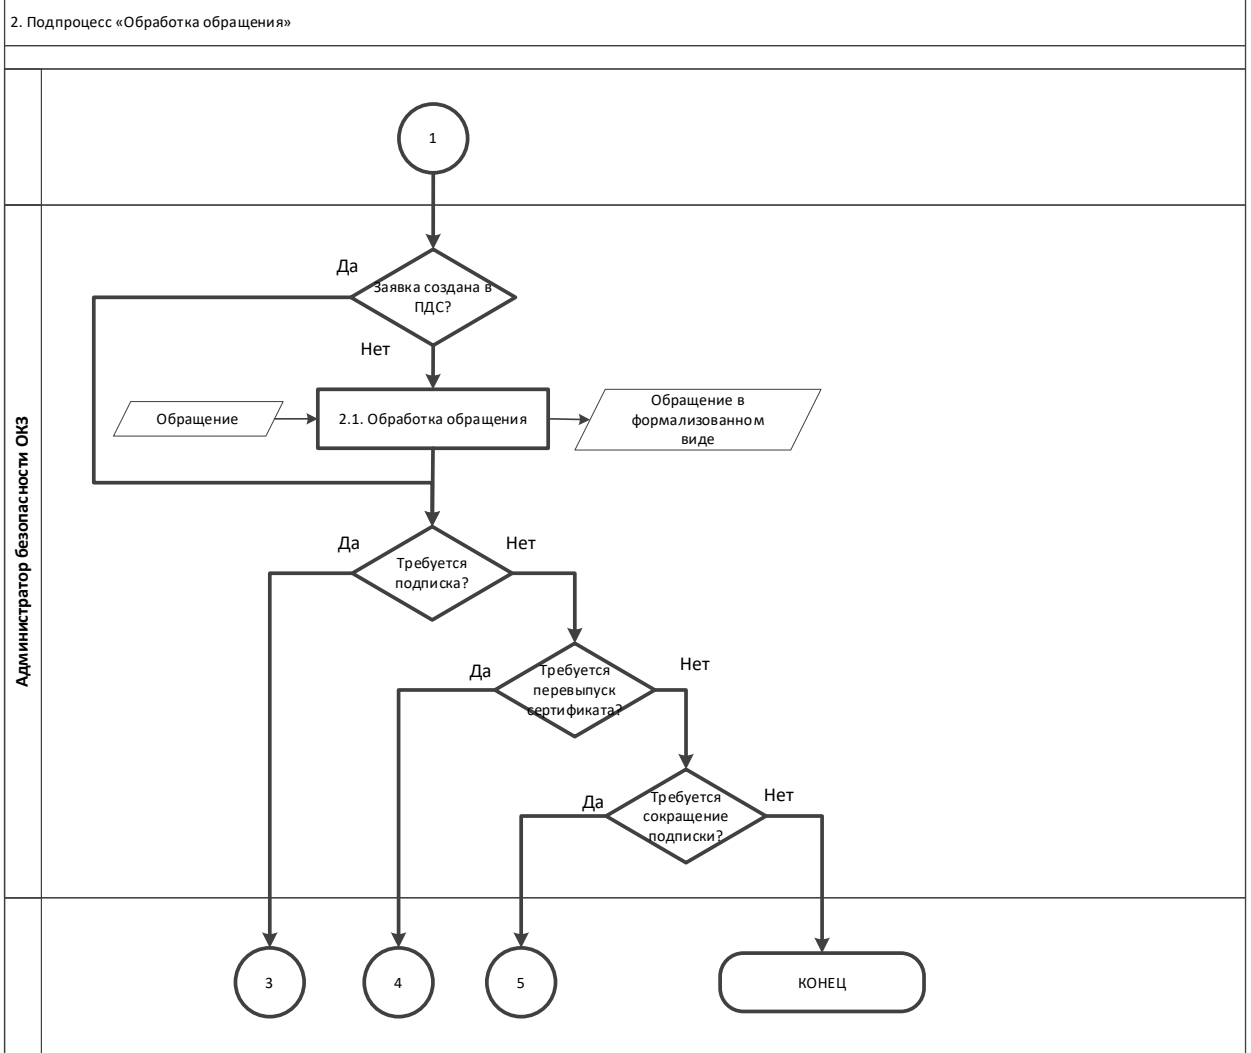 2. Подпроцесс «Обработка обращения»
1
Да
Заявка создана в
ПДС?
Нет
Обращение
2.1. Обработка обращения
Обращение в
формализованном
виде
Администратор безопасности ОКЗ
Да
Нет
Требуется
подписка?
Да
Нет
Требуется
перевыпуск
сертификата?
Да
Нет
Требуется
сокращение
подписки?
3
4
5
КОНЕЦ